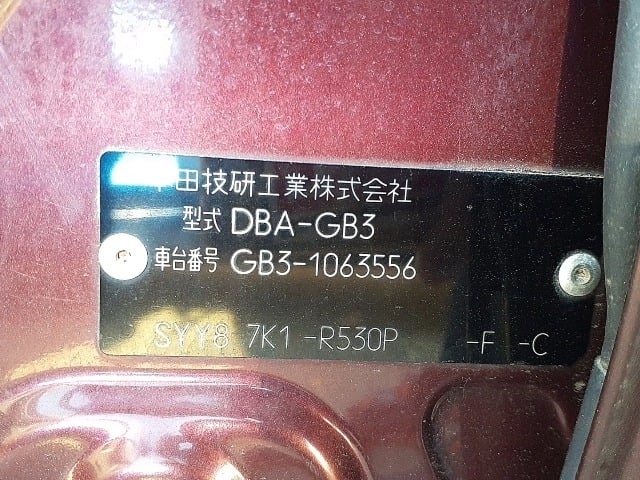 本田技研工業株式会社
型式 DBA-GB3
車台番号 GB3-1063556
SYY8 7K1 -R530P -F -C